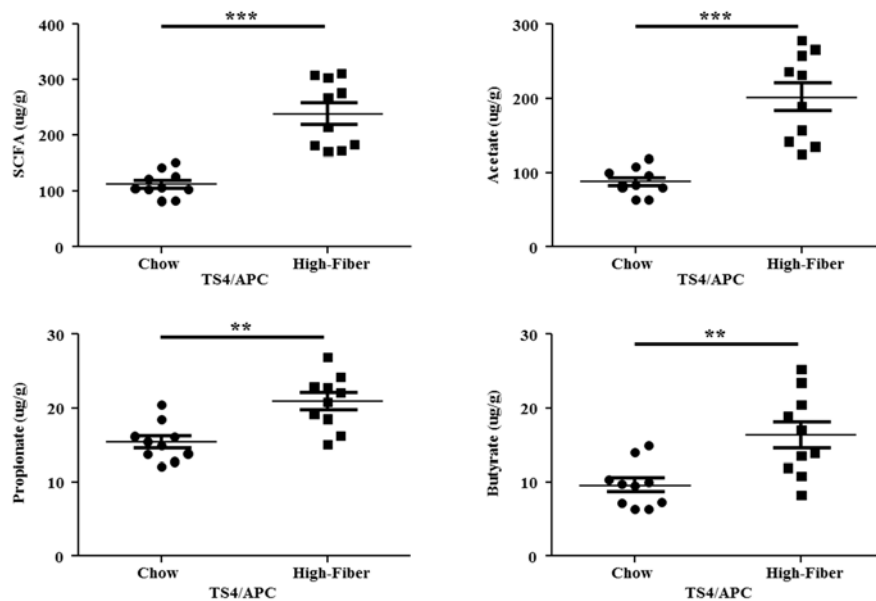 ***
400
300
200
100
0
SCFA (ug/g)
Chow
High-Fiber
TS4/APC
***
300
200
100
0
Acetate (ug/g)
Chow
High-Fiber
TS4/APC
**
30
20
10
0
Propionate (ug/g)
Chow
High-Fiber
TS4/APC
**
30
20
10
0
Butyrate (ug/g)
Chow
High-Fiber
TS4/APC